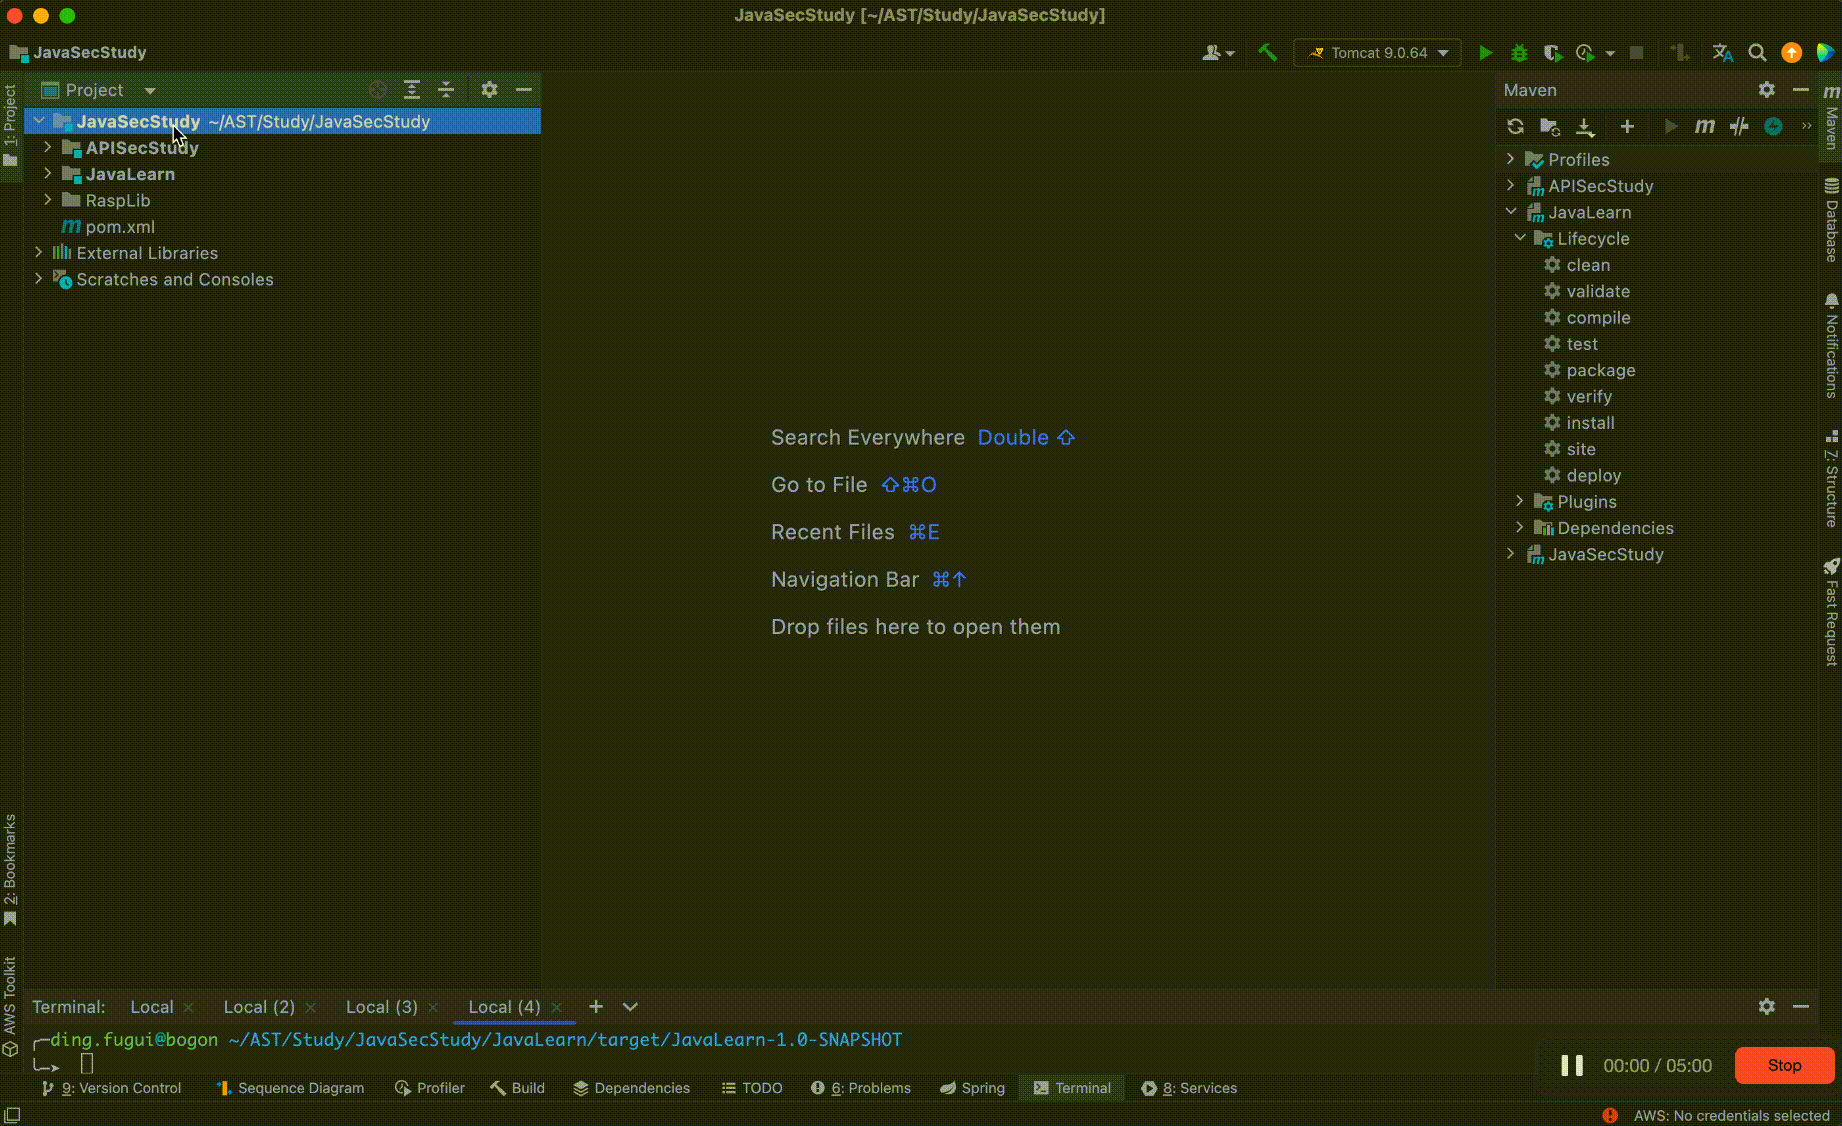 JavaSecStudy [~/AST/Study/JavaSecStudy]
JavaSecStudy
Tomcat 9.0.64
1: Project
Project
JavaSecStudy ~/AST/Study/JavaSecStudy
APISecStudy
JavaLearn
RaspLib
pom.xml
External Libraries
Scratches and Consoles
Search Everywhere Double ⇧
Go to File ⇧⌘O
Recent Files ⌘E
Navigation Bar ⌘↑
Drop files here to open them
Maven
Profiles
APISecStudy
JavaLearn
Lifecycle
clean
validate
compile
test
package
verify
install
site
deploy
Plugins
Dependencies
JavaSecStudy
Maven
Database
Notifications
7: Structure
Fast Request
2: Bookmarks
AWS Toolkit
Terminal: Local Local (2) Local (3) Local (4)
ding.fugui@bogon ~/AST/Study/JavaSecStudy/JavaLearn/target/JavaLearn-1.0-SNAPSHOT
00:00 / 05:00 Stop
9: Version Control Sequence Diagram Profiler Build Dependencies TODO 6: Problems Spring Terminal 8: Services
AWS: No credentials selected